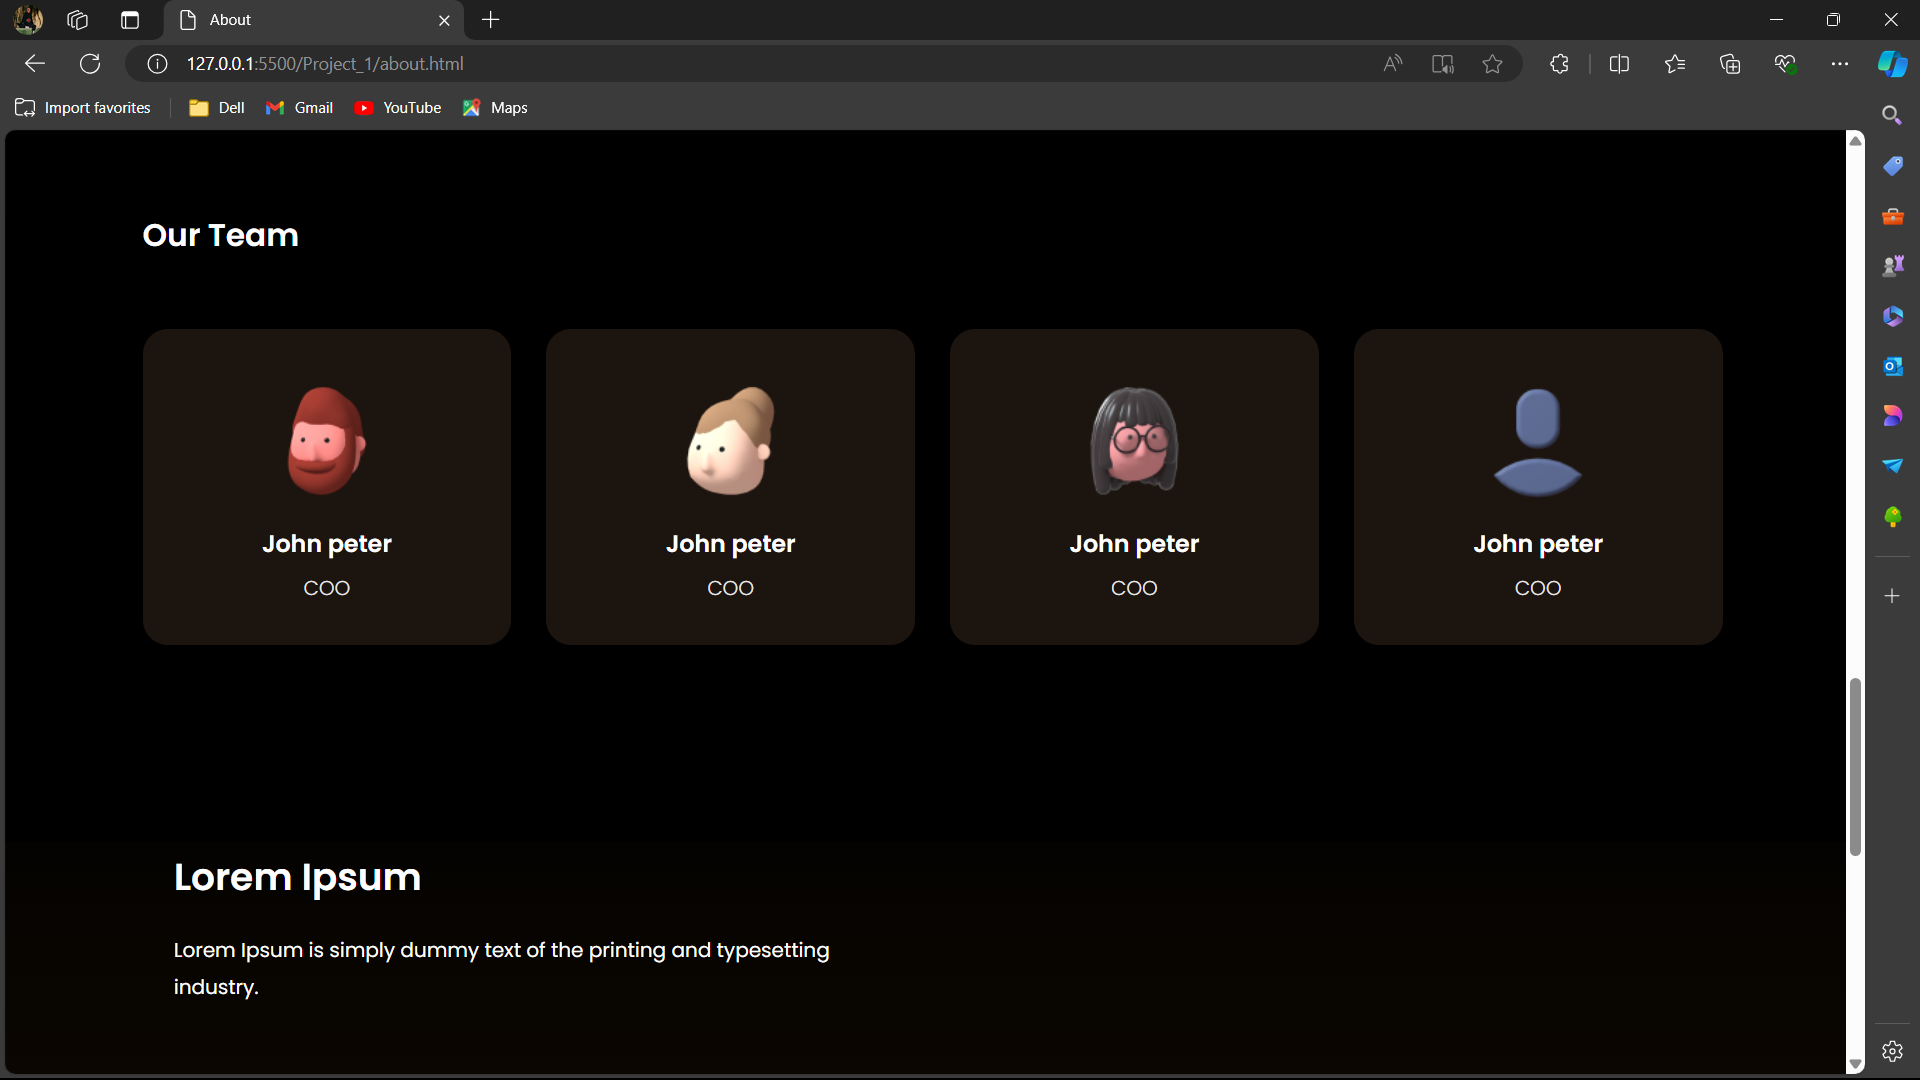 About
127.0.0.1:5500/Project_1/about.html
Import favorites
Dell
Gmail
YouTube
Maps
Our Team
John peter
COO
John peter
COO
John peter
COO
John peter
COO
Lorem Ipsum
Lorem Ipsum is simply dummy text of the printing and typesetting
industry.